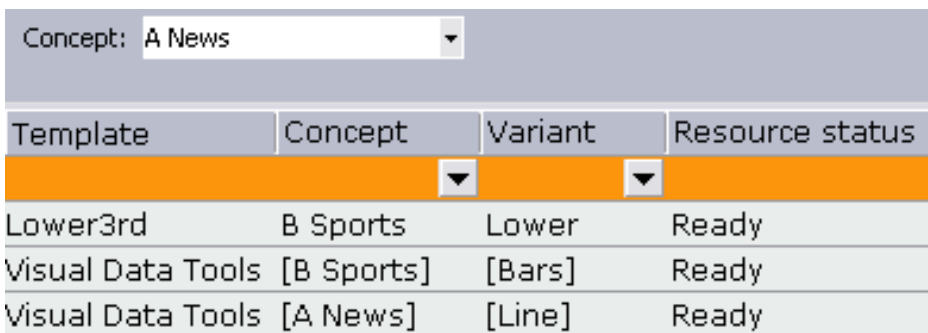 Concept: A News
Template Concept Variant Resource status
Lower3rd B Sports Lower Ready
Visual Data Tools [B Sports] [Bars] Ready
Visual Data Tools [A News] [Line] Ready